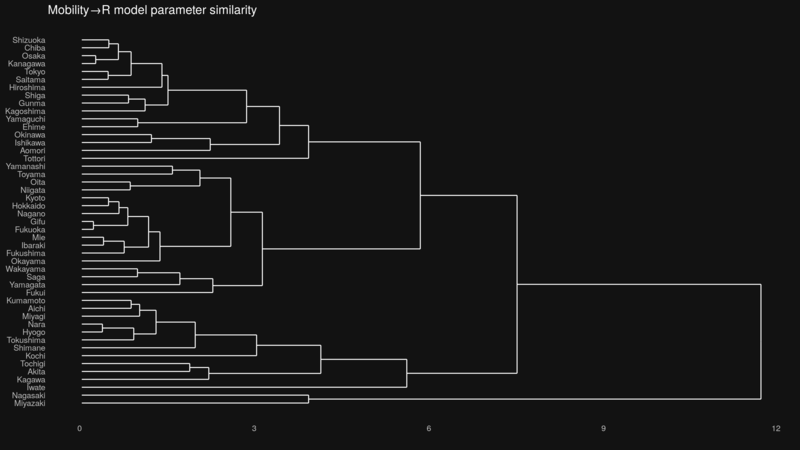 Mobility→R model parameter similarity
Shizuoka
Chiba
Osaka
Kanagawa
Tokyo
Saitama
Hiroshima
Shiga
Gunma
Kagoshima
Yamaguchi
Ehime
Okinawa
Ishikawa
Aomori
Tottori
Yamanashi
Toyama
Oita
Niigata
Kyoto
Hokkaido
Nagano
Gifu
Fukuoka
Mie
Ibaraki
Fukushima
Okayama
Wakayama
Saga
Yamagata
Fukui
Kumamoto
Aichi
Miyagi
Nara
Hyogo
Tokushima
Shimane
Kochi
Tochigi
Akita
Kagawa
Iwate
Nagasaki
Miyazaki
0 3 6 9 12